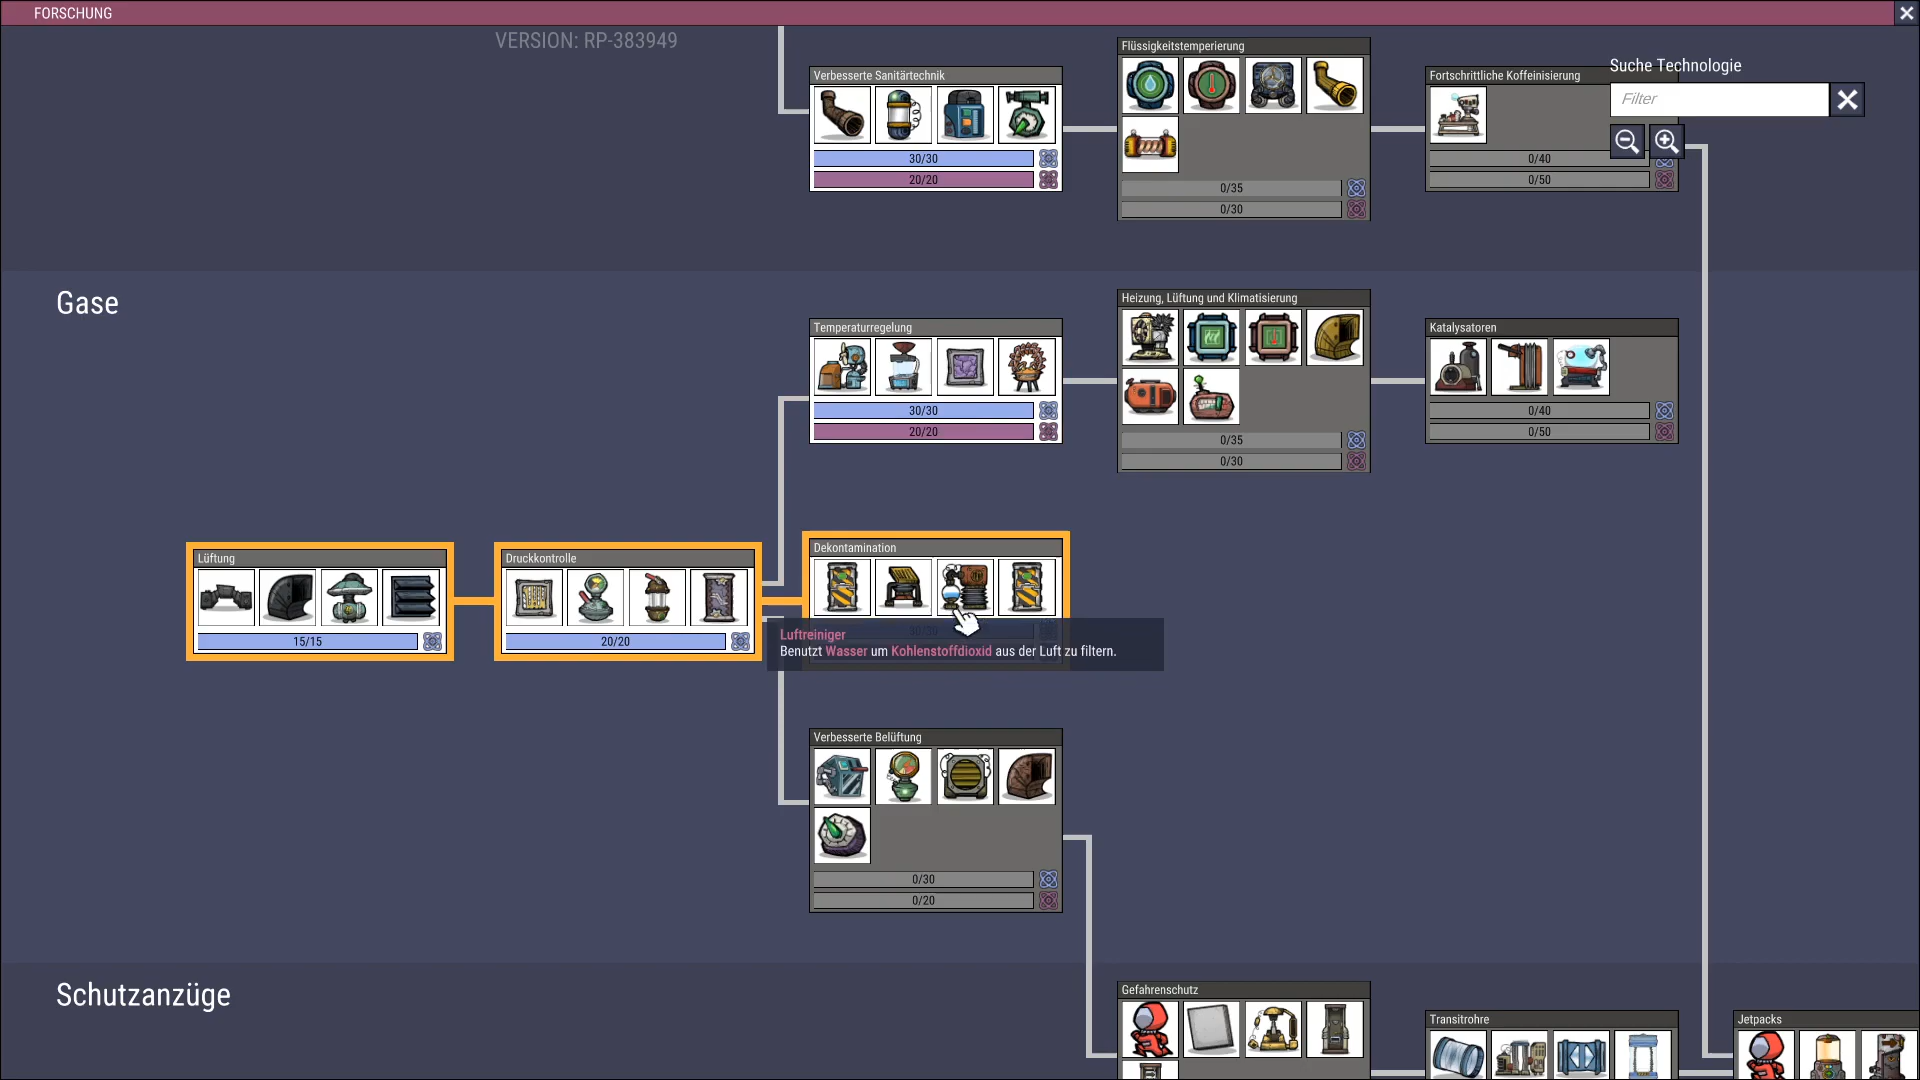 FORSCHUNG
VERSION: RP-383949
Suche Technologie
Filter
Verbesserte Sanitärtechnik
30/30
20/20
Flüssigkeitstemperierung
0/35
0/30
Fortschrittliche Koffeinisierung
0/40
0/50
Gase
Temperaturregelung
30/30
20/20
Heizung, Lüftung und Klimatisierung
0/35
0/30
Katalysatoren
0/40
0/50
Lüftung
15/15
Druckkontrolle
20/20
Dekontamination
30/30
Luftreiniger
Benutzt Wasser um Kohlenstoffdioxid aus der Luft zu filtern.
Verbesserte Belüftung
0/30
0/20
Schutzanzüge
Gefahrenschutz
Transitrohre
Jetpacks